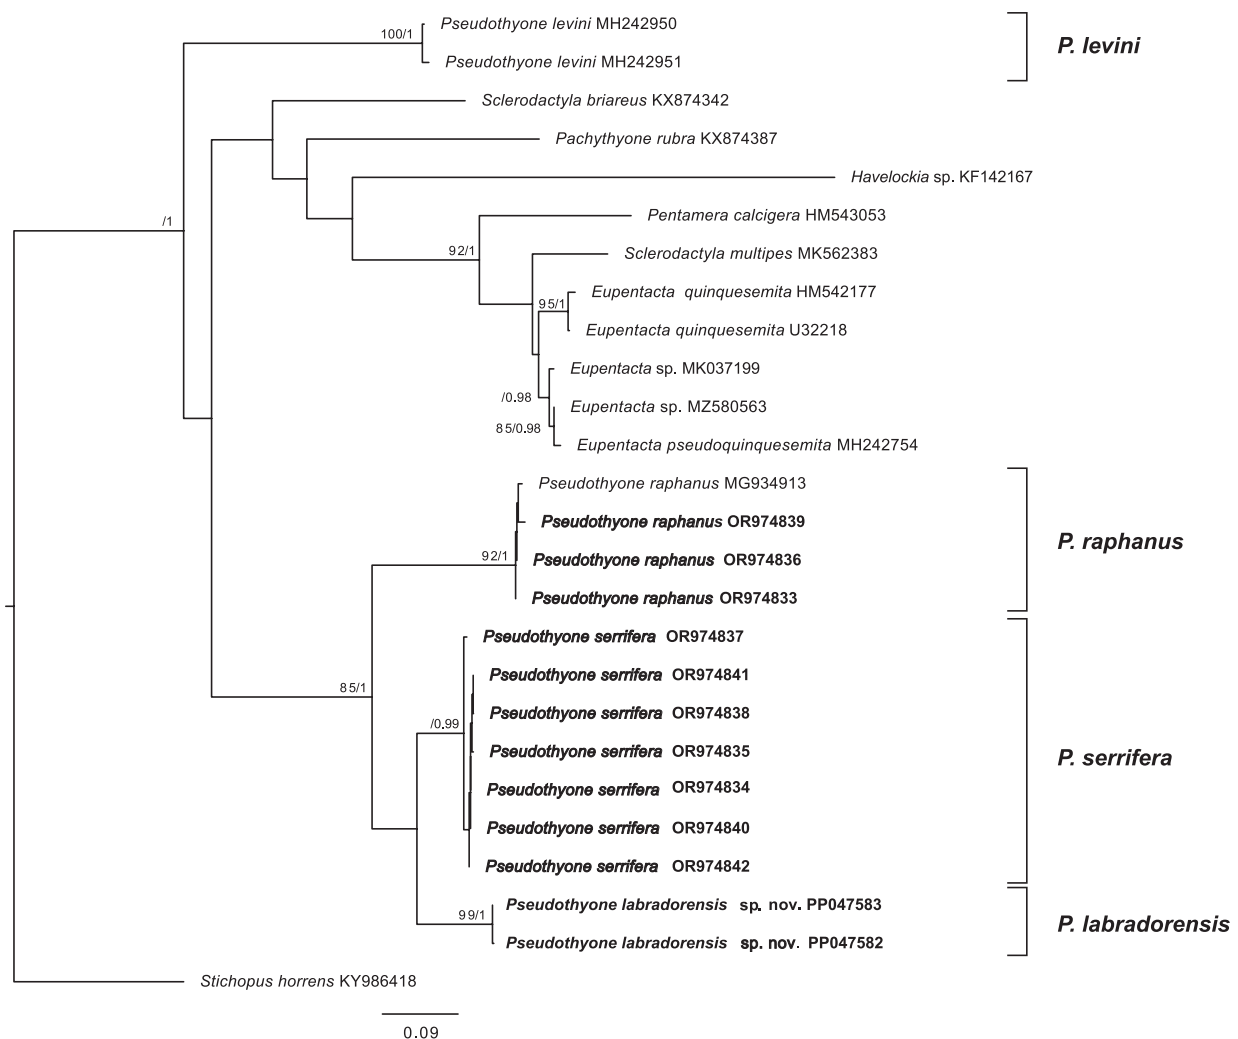 Pseudothyone levini MH242950
100/1
P. levini
Pseudothyone levini MH242951
Sclerodactyla briareus KX874342
Pachythyone rubra KX874387
Havelockia sp. KF142167
Pentamera calcigera HM543053
/1
92/1
Sclerodactyla multipes MK562383
Eupentacta quinquesemita HM542177
95/1
Eupentacta quinquesemita U32218
Eupentacta sp. MK037199
/0.98
Eupentacta sp. MZ580563
85/0.98
Eupentacta pseudoquinquesemita MH242754
Pseudothyone raphanus MG934913
Pseudothyone raphanus OR974839
P. raphanus
92/1
Pseudothyone raphanus OR974836
Pseudothyone raphanus OR974833
Pseudothyone serrifera OR974837
Pseudothyone serrifera OR974841
85/1
Pseudothyone serrifera OR974838
/0.99
Pseudothyone serrifera OR974835
P. serrifera
Pseudothyone serrifera OR974834
Pseudothyone serrifera OR974840
Pseudothyone serrifera OR974842
Pseudothyone labradorensis sp. nov. PP047583
99/1
P. labradorensis
Pseudothyone labradorensis sp. nov. PP047582
Stichopus horrens KY986418
0.09